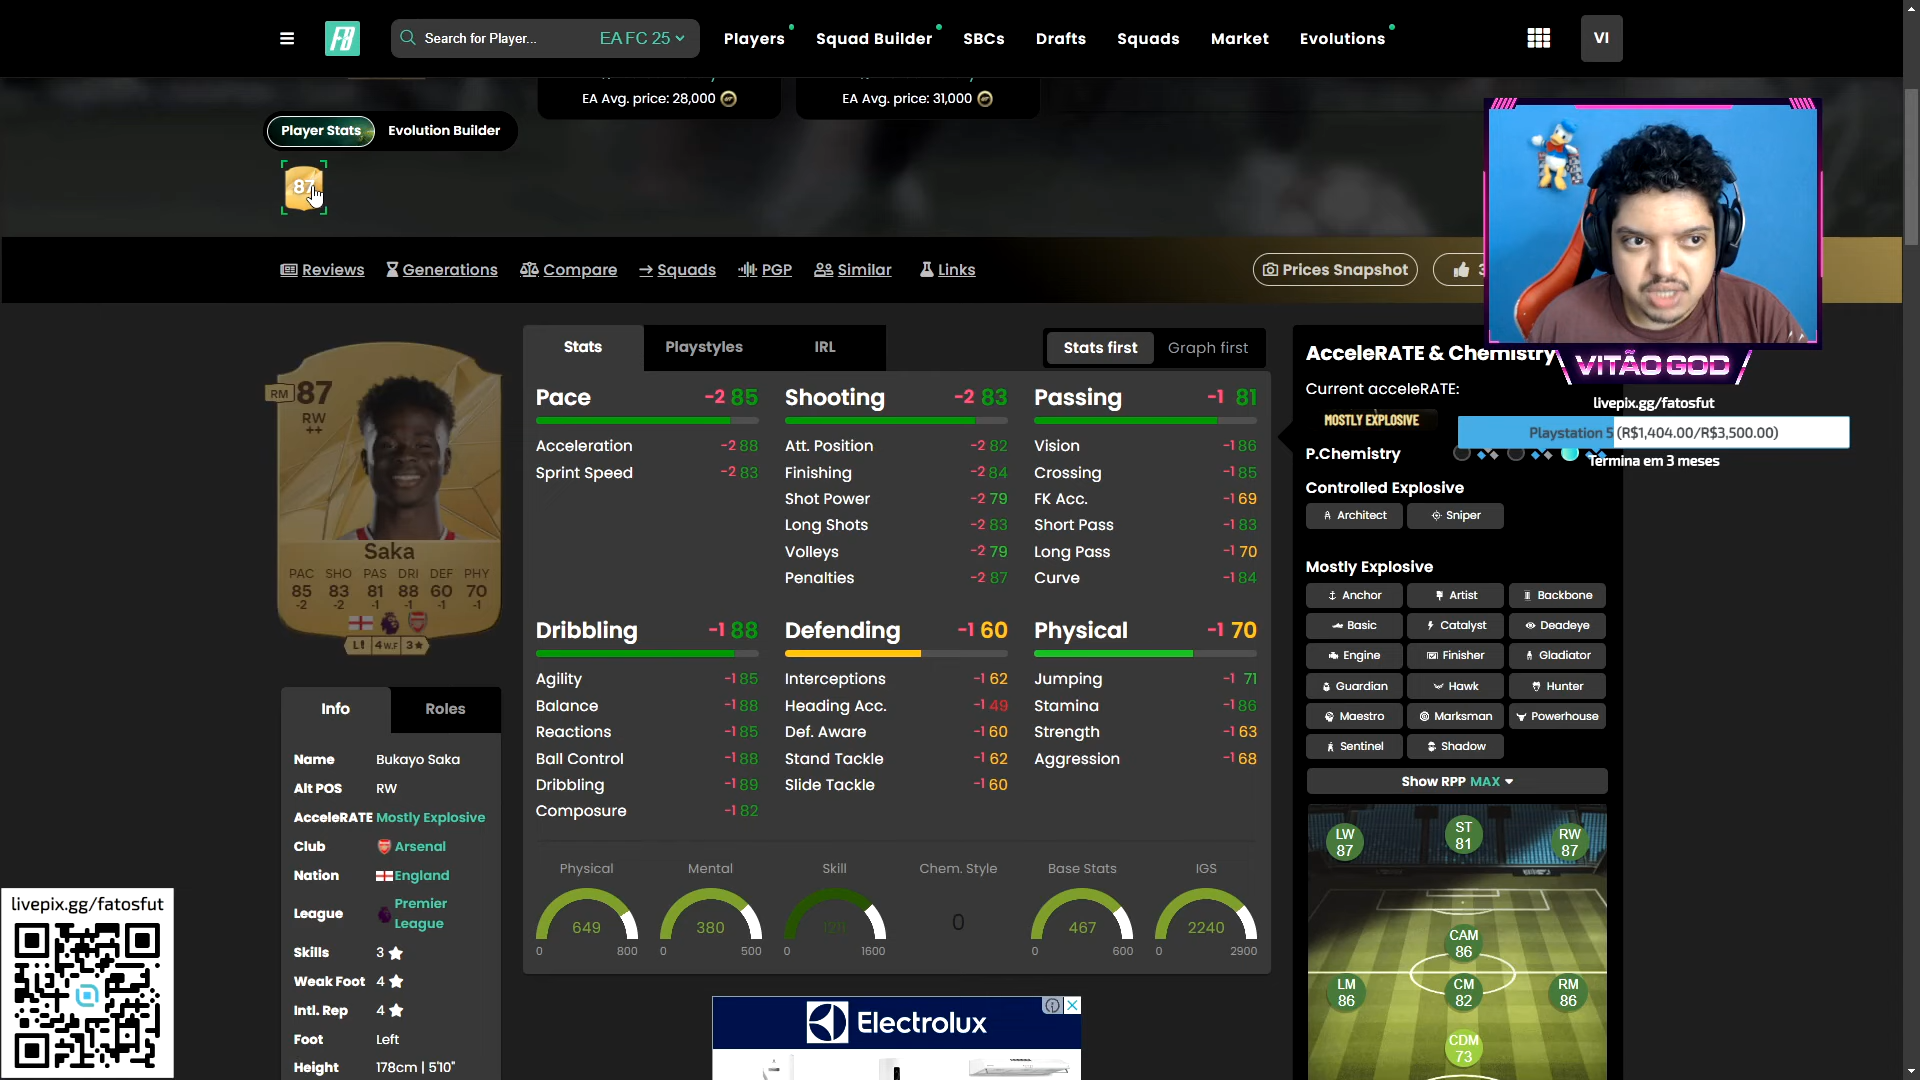 FB
Search for Player...
EA FC 25
Players
Squad Builder
SBCs
Drafts
Squads
Market
Evolutions
VI
EA Avg. price: 28,000
EA Avg. price: 31,000
Player Stats
Evolution Builder
87
Reviews
Generations
Compare
Squads
PGP
Similar
Links
Prices Snapshot
RM
87
RW
++
Saka
PAC SHO PAS DRI DEF PHY
85 83 81 88 60 70
-2 -2 -1 -1 -1 -1
L
4 W.F
3★
Stats
Playstyles
IRL
Stats first
Graph first
Pace -2 85
Acceleration -2 88
Sprint Speed -2 83
Shooting -2 83
Att. Position -2 82
Finishing -2 84
Shot Power -2 79
Long Shots -2 83
Volleys -2 79
Penalties -2 87
Passing -1 81
Vision -1 86
Crossing -1 85
FK Acc. -1 69
Short Pass -1 83
Long Pass -1 70
Curve -1 84
Dribbling -1 88
Agility -1 85
Balance -1 88
Reactions -1 85
Ball Control -1 88
Dribbling -1 89
Composure -1 82
Defending -1 60
Interceptions -1 62
Heading Acc. -1 49
Def. Aware -1 60
Stand Tackle -1 62
Slide Tackle -1 60
Physical -1 70
Jumping -1 71
Stamina -1 86
Strength -1 63
Aggression -1 68
Physical
649
0 800
Mental
380
0 500
Skill
0 1600
Chem. Style
0
Base Stats
467
0 600
IGS
2240
0 2900
Info
Roles
Name Bukayo Saka
Alt POS RW
AcceleRATE Mostly Explosive
Club Arsenal
Nation England
League Premier
League
Skills 3
Weak Foot 4
Intl. Rep 4
Foot Left
Height 178cm | 5'10"
AcceleRATE & Chemistry
Current acceleRATE:
MOSTLY EXPLOSIVE
P.Chemistry
Controlled Explosive
Architect
Sniper
Mostly Explosive
Anchor
Artist
Backbone
Basic
Catalyst
Deadeye
Engine
Finisher
Gladiator
Guardian
Hawk
Hunter
Maestro
Marksman
Powerhouse
Sentinel
Shadow
Show RPP MAX
LW
87
ST
81
RW
87
CAM
86
LM
86
CM
82
RM
86
CDM
73
VITÃO GOD
livepix.gg/fatosfut
Playstation 5 (R$1,404.00/R$3,500.00)
Termina em 3 meses
livepix.gg/fatosfut
Electrolux